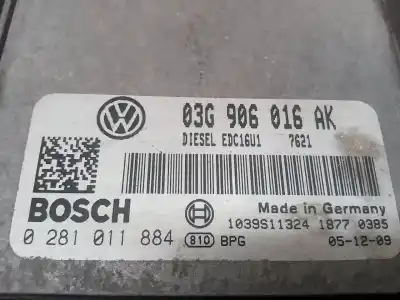 03G 906 016 AK
DIESEL EDC16U1 7621
BOSCH
Made in Germany
1039S11324 1877 0385
0 281 011 884 810 BPG 05-12-09